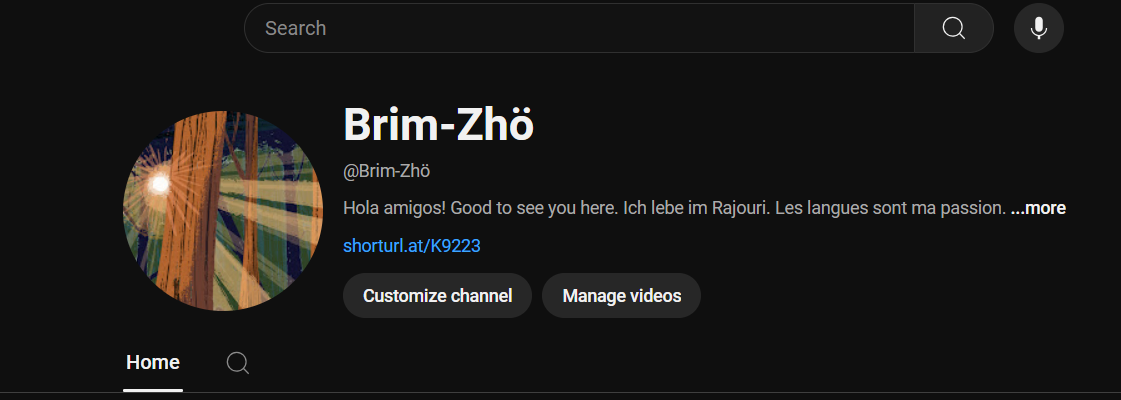 Search
Brim-Zhö
@Brim-Zhö
Hola amigos! Good to see you here. Ich lebe im Rajouri. Les langues sont ma passion. ...more
shorturl.at/K9223
Customize channel Manage videos
Home